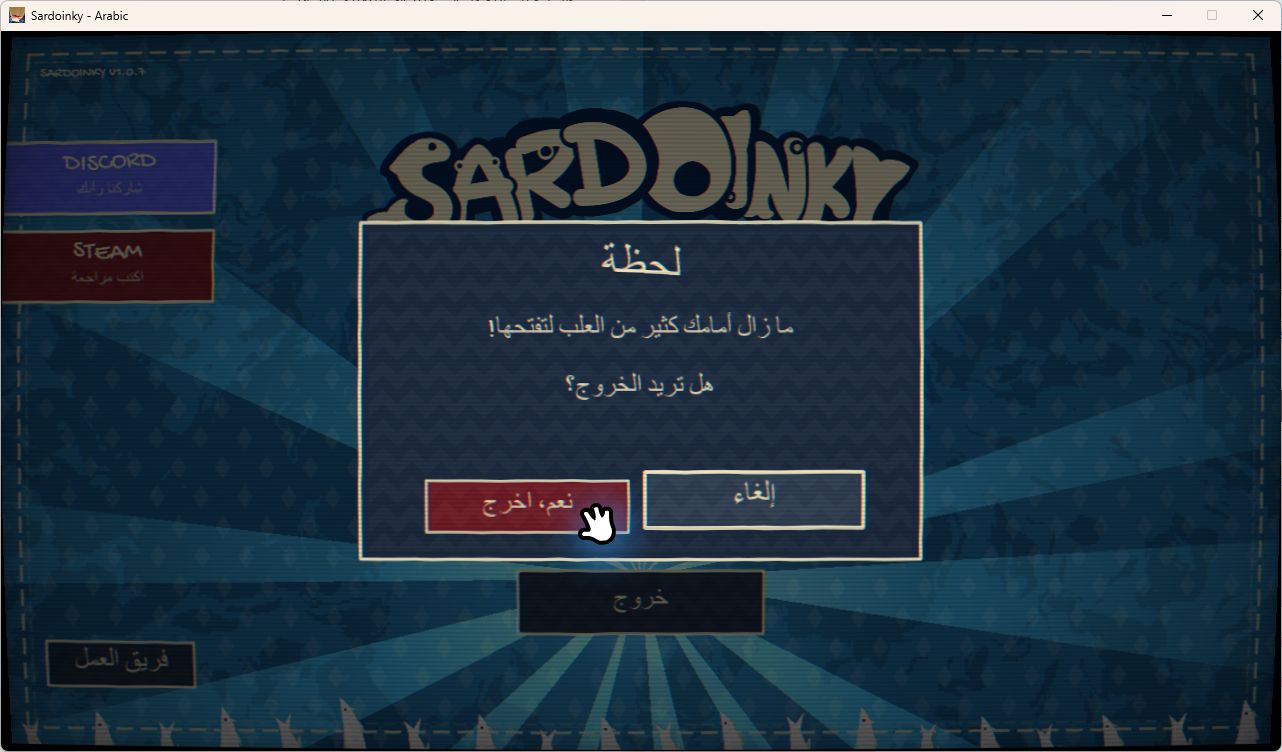 Sardoinky - Arabic
SARDOINKY V1.0.7
SARDOINKY
DISCORD
شاركنا رأيك
STEAM
اكتب مراجعة
لحظة
ما زال أمامك كثير من العلب لتفتحها!
هل تريد الخروج؟
إلغاء
نعم، اخرج
خروج
فريق العمل